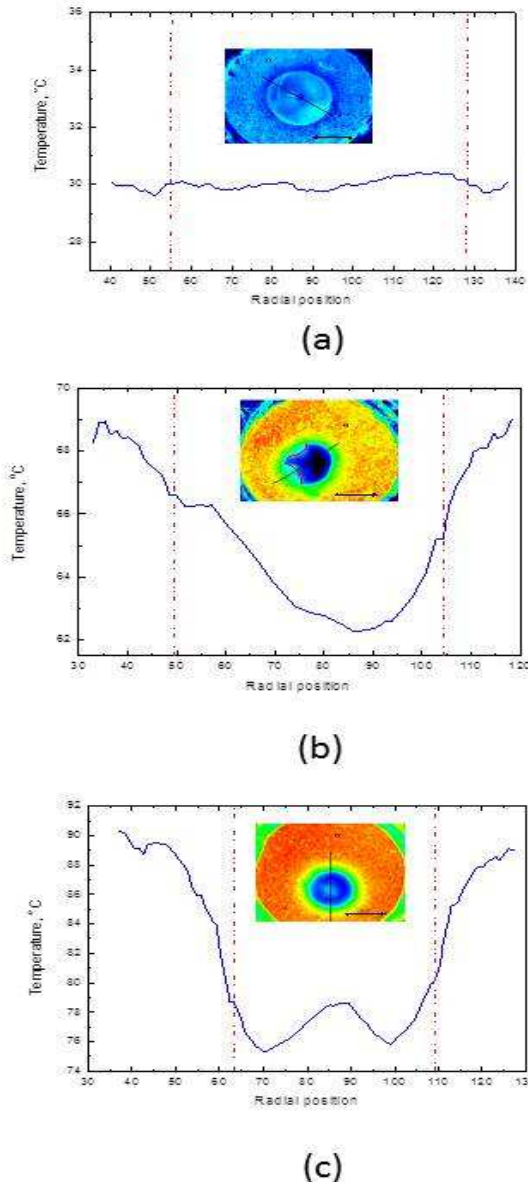 36
34
32
30
28
Temperature, °C
40 50 60 70 80 90 100 110 120 130 140
Radial position
(a)
70
68
66
64
62
Temperature, °C
30 40 50 60 70 80 90 100 110 120
Radial position
(b)
92
90
88
86
84
82
80
78
76
74
Temperature, °C
30 40 50 60 70 80 90 100 110 120 130
Radial position
(c)